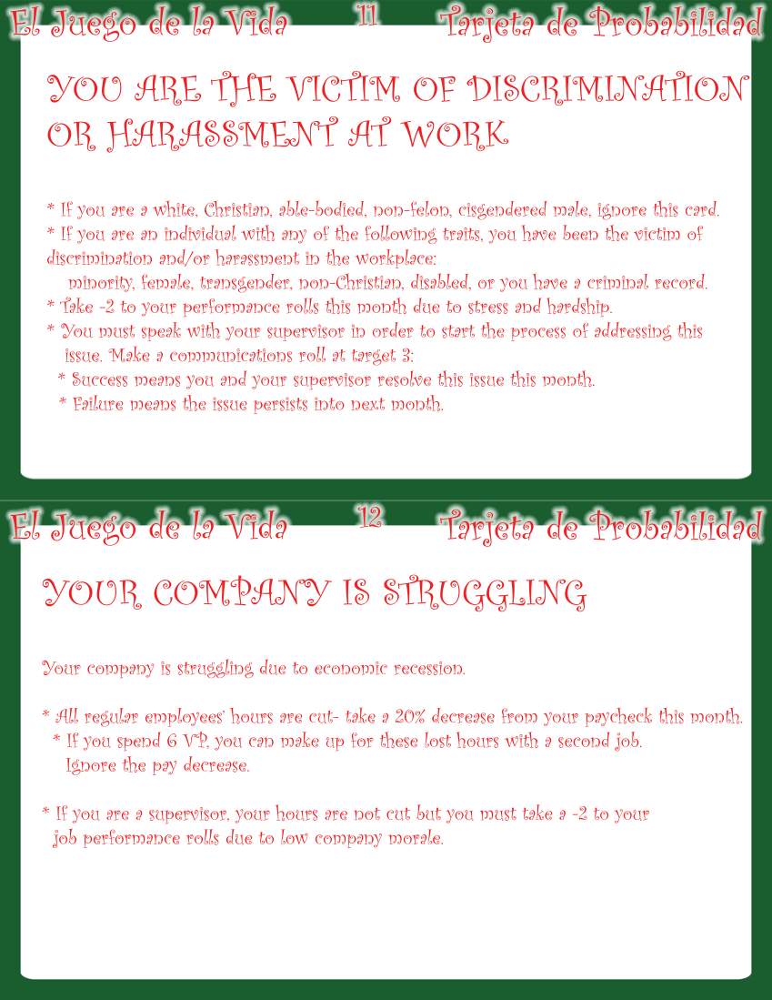 El Juego de la Vida 11 Tarjeta de Probabilidad
YOU ARE THE VICTIM OF DISCRIMINATION
OR HARASSMENT AT WORK
* If you are a white, Christian, able-bodied, non-felon, cisgendered male, ignore this card.
* If you are an individual with any of the following traits, you have been the victim of
discrimination and/or harassment in the workplace:
minority, female, transgender, non-Christian, disabled, or you have a criminal record.
* Take -2 to your performance rolls this month due to stress and hardship.
* You must speak with your supervisor in order to start the process of addressing this
issue. Make a communications roll at target 3:
* Success means you and your supervisor resolve this issue this month.
* Failure means the issue persists into next month.
El Juego de la Vida 12 Tarjeta de Probabilidad
YOUR COMPANY IS STRUGGLING
Your company is struggling due to economic recession.
* All regular employees' hours are cut- take a 20% decrease from your paycheck this month.
* If you spend 6 VP, you can make up for these lost hours with a second job.
Ignore the pay decrease.
* If you are a supervisor, your hours are not cut but you must take a -2 to your
job performance rolls due to low company morale.